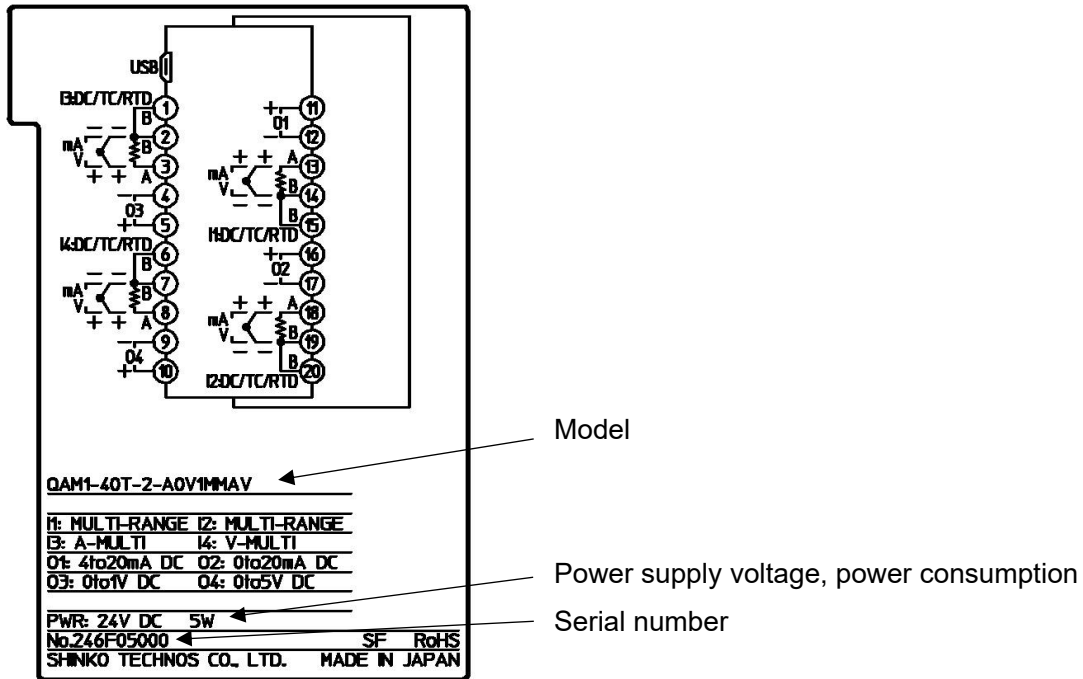 USB
I3:DC/TC/RTD
1
B
2
mA
V
− −
B
3
+ +
A
4
−
O3
5
+
I4:DC/TC/RTD
6
B
7
mA
V
− −
B
8
+ +
A
9
−
O4
10
+
+
11
O1
−
12
+ +
A
13
mA
V
B
14
− −
B
15
I1:DC/TC/RTD
+
16
O2
−
17
+ +
A
18
mA
V
B
19
− −
B
20
I2:DC/TC/RTD
Model
QAM1-40T-2-A0V1MMAV
I1: MULTI-RANGE I2: MULTI-RANGE
I3: A-MULTI I4: V-MULTI
O1: 4to20mA DC O2: 0to20mA DC
O3: 0to1V DC O4: 0to5V DC
Power supply voltage, power consumption
PWR: 24V DC 5W
Serial number
No.246F05000 SF RoHS
SHINKO TECHNOS CO., LTD. MADE IN JAPAN